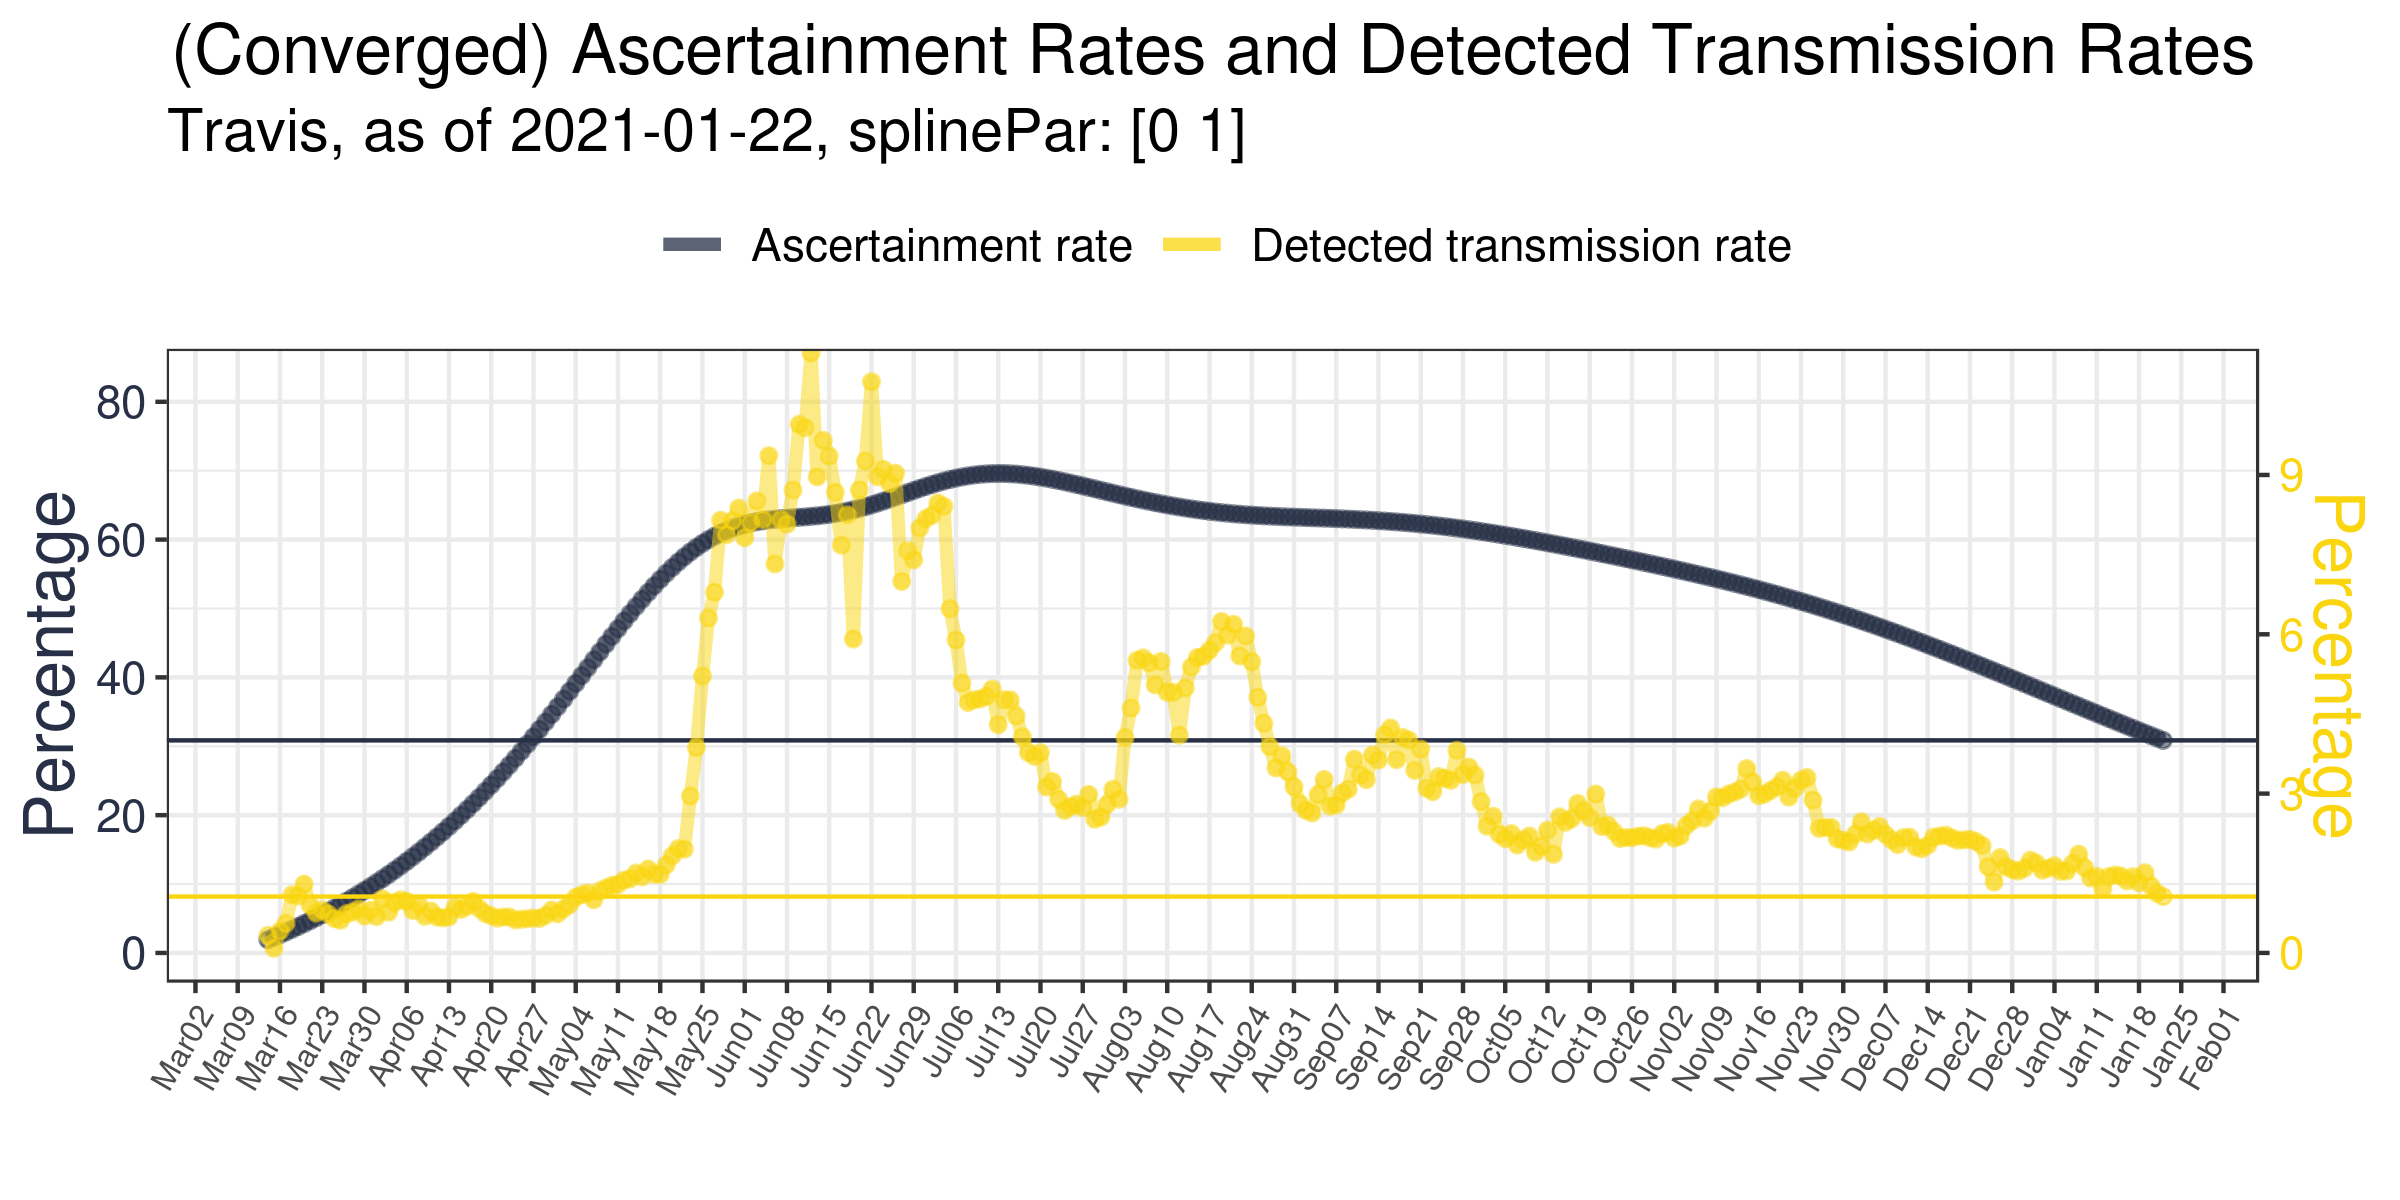 (Converged) Ascertainment Rates and Detected Transmission Rates
Travis, as of 2021-01-22, splinePar: [0 1]
Ascertainment rate
Detected transmission rate
Percentage
80
60
40
20
0
9
6
3
0
Percentage
Mar02
Mar09
Mar16
Mar23
Mar30
Apr06
Apr13
Apr20
Apr27
May04
May11
May18
May25
Jun01
Jun08
Jun15
Jun22
Jun29
Jul06
Jul13
Jul20
Jul27
Aug03
Aug10
Aug17
Aug24
Aug31
Sep07
Sep14
Sep21
Sep28
Oct05
Oct12
Oct19
Oct26
Nov02
Nov09
Nov16
Nov23
Nov30
Dec07
Dec14
Dec21
Dec28
Jan04
Jan11
Jan18
Jan25
Feb01